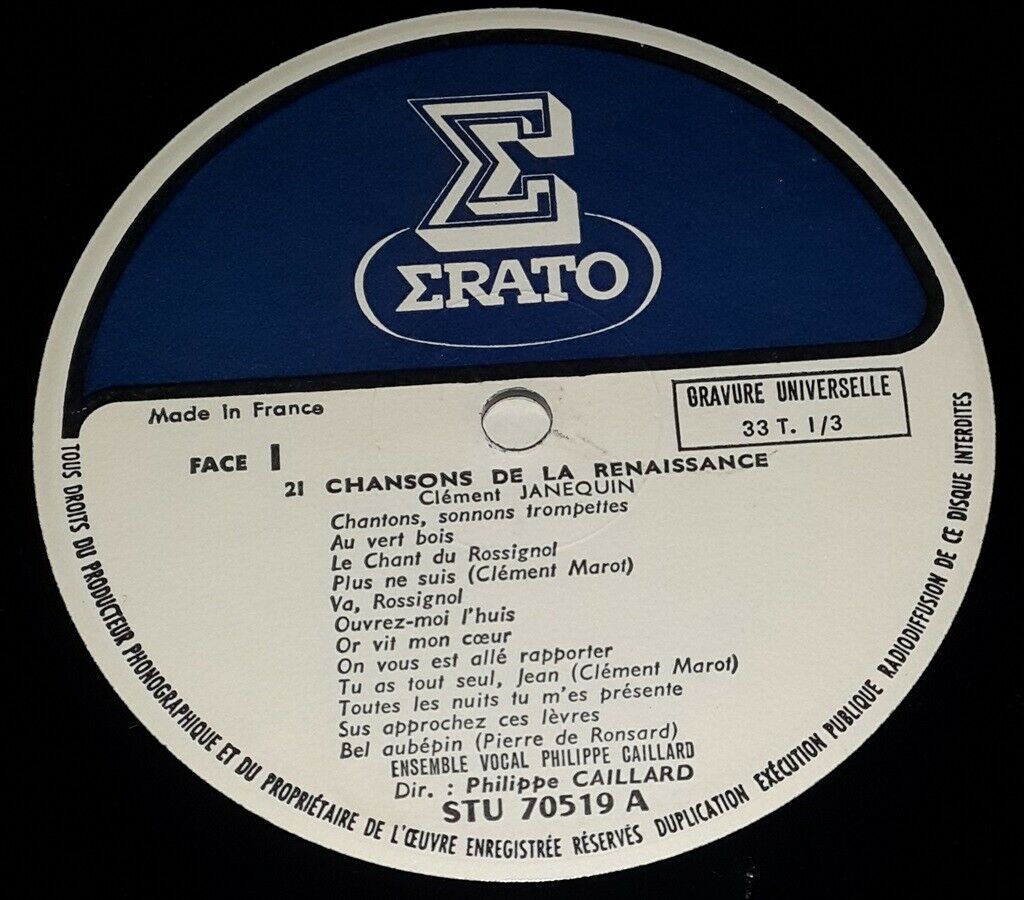 ΣRATO
Made in France
GRAVURE UNIVERSELLE
33 T. 1/3
FACE I
21 CHANSONS DE LA RENAISSANCE
Clément JANEQUIN
Chantons, sonnons trompettes
Au vert bois
Le Chant du Rossignol
Plus ne suis (Clément Marot)
Va, Rossignol
Ouvrez-moi l'huis
Or vit mon cœur
On vous est allé rapporter
Tu as tout seul, Jean (Clément Marot)
Toutes les nuits tu m'es présente
Sus approchez ces lèvres
Bel aubépin (Pierre de Ronsard)
ENSEMBLE VOCAL PHILIPPE CAILLARD
Dir. : Philippe CAILLARD
STU 70519 A
TOUS DROITS DU PRODUCTEUR PHONOGRAPHIQUE ET DU PROPRIÉTAIRE DE L'ŒUVRE ENREGISTRÉE RÉSERVÉS DUPLICATION EXÉCUTION PUBLIQUE RADIODIFFUSION DE CE DISQUE INTERDITES